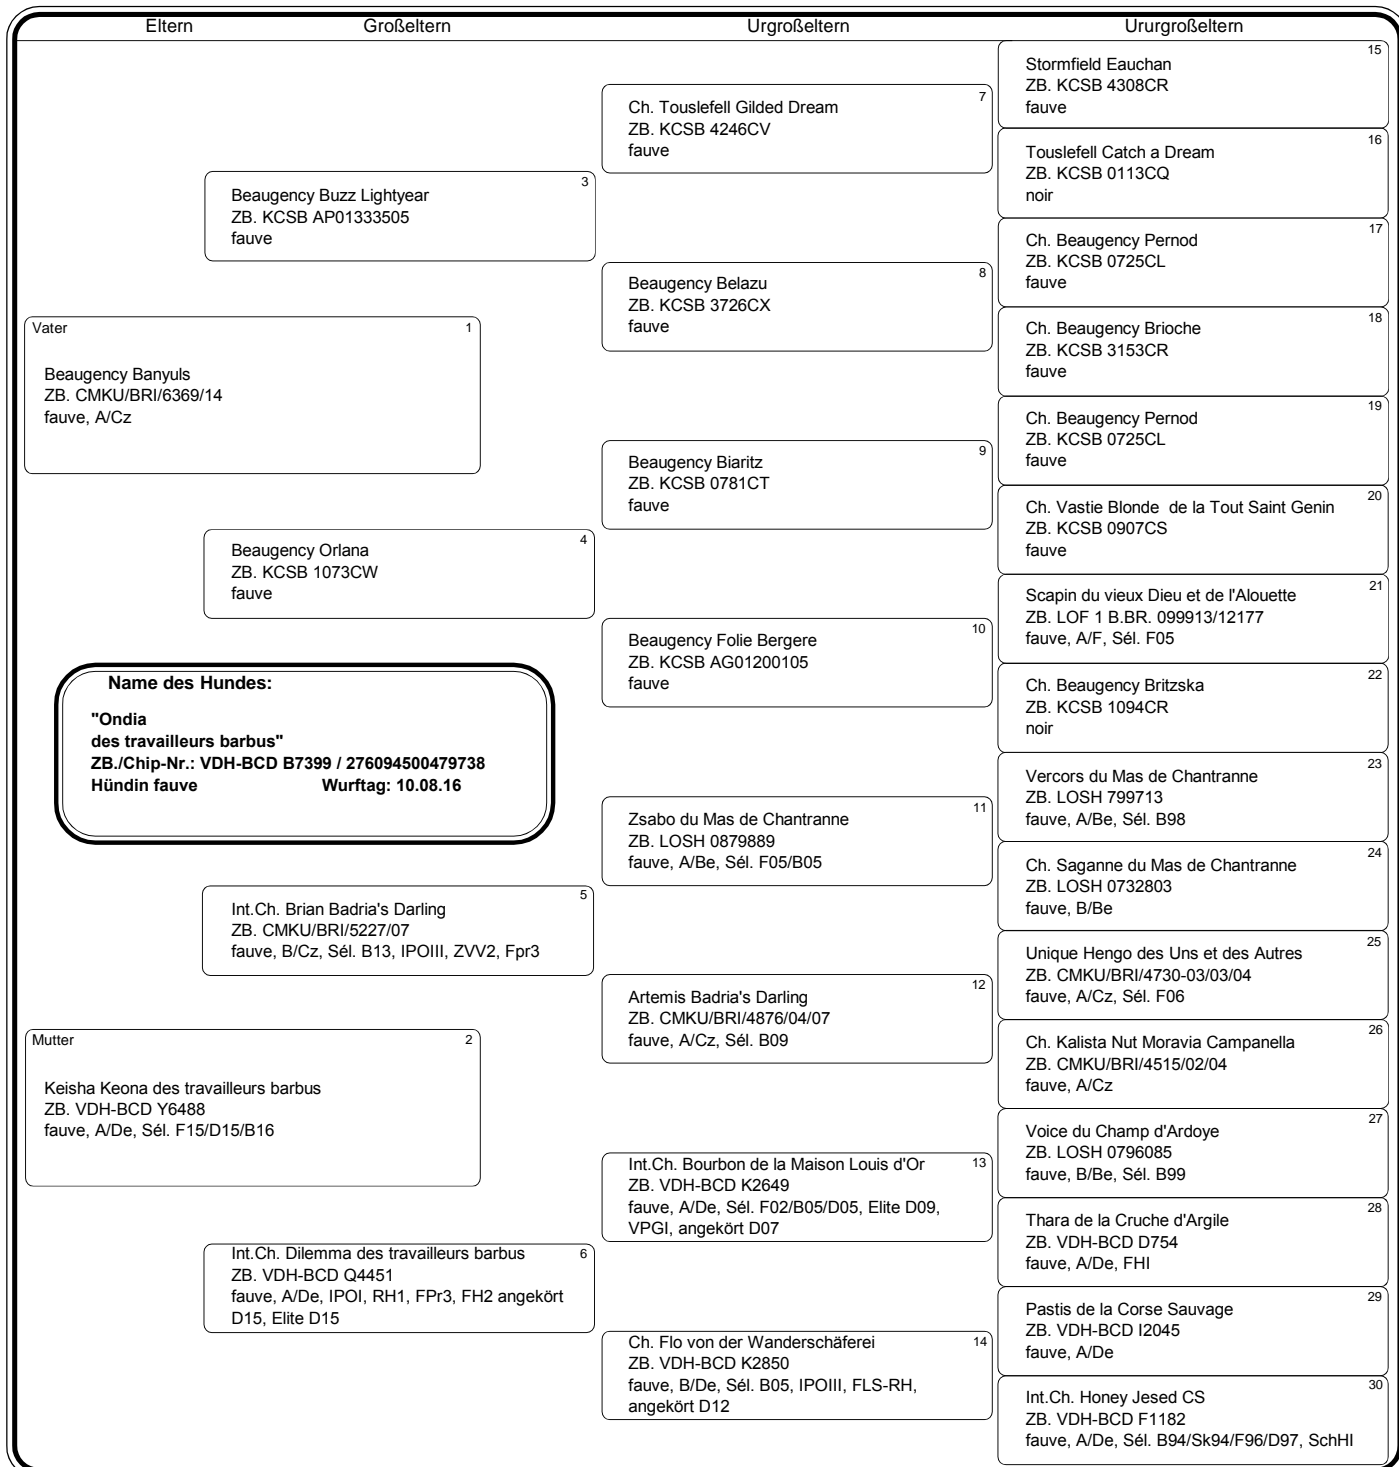 Eltern Großeltern Urgroßeltern Ururgroßeltern
Vater 1
Beaugency Banyuls
ZB. CMKU/BRI/6369/14
fauve, A/Cz
Name des Hundes:
"Ondia
des travailleurs barbus"
ZB./Chip-Nr.: VDH-BCD B7399 / 276094500479738
Hündin fauve Wurftag: 10.08.16
Mutter 2
Keisha Keona des travailleurs barbus
ZB. VDH-BCD Y6488
fauve, A/De, Sél. F15/D15/B16
3
Beaugency Buzz Lightyear
ZB. KCSB AP01333505
fauve
4
Beaugency Orlana
ZB. KCSB 1073CW
fauve
5
Int.Ch. Brian Badria's Darling
ZB. CMKU/BRI/5227/07
fauve, B/Cz, Sél. B13, IPOIII, ZVV2, Fpr3
Int.Ch. Dilemma des travailleurs barbus 6
ZB. VDH-BCD Q4451
fauve, A/De, IPOI, RH1, FPr3, FH2 angekört
D15, Elite D15
7
Ch. Touslefell Gilded Dream
ZB. KCSB 4246CV
fauve
8
Beaugency Belazu
ZB. KCSB 3726CX
fauve
9
Beaugency Biaritz
ZB. KCSB 0781CT
fauve
10
Beaugency Folie Bergere
ZB. KCSB AG01200105
fauve
11
Zsabo du Mas de Chantranne
ZB. LOSH 0879889
fauve, A/Be, Sél. F05/B05
12
Artemis Badria's Darling
ZB. CMKU/BRI/4876/04/07
fauve, A/Cz, Sél. B09
Int.Ch. Bourbon de la Maison Louis d'Or 13
ZB. VDH-BCD K2649
fauve, A/De, Sél. F02/B05/D05, Elite D09,
VPGI, angekört D07
Ch. Flo von der Wanderschäferei 14
ZB. VDH-BCD K2850
fauve, B/De, Sél. B05, IPOIII, FLS-RH,
angekört D12
15
Stormfield Eauchan
ZB. KCSB 4308CR
fauve
16
Touslefell Catch a Dream
ZB. KCSB 0113CQ
noir
17
Ch. Beaugency Pernod
ZB. KCSB 0725CL
fauve
18
Ch. Beaugency Brioche
ZB. KCSB 3153CR
fauve
19
Ch. Beaugency Pernod
ZB. KCSB 0725CL
fauve
20
Ch. Vastie Blonde de la Tout Saint Genin
ZB. KCSB 0907CS
fauve
21
Scapin du vieux Dieu et de l'Alouette
ZB. LOF 1 B.BR. 099913/12177
fauve, A/F, Sél. F05
22
Ch. Beaugency Britzska
ZB. KCSB 1094CR
noir
23
Vercors du Mas de Chantranne
ZB. LOSH 799713
fauve, A/Be, Sél. B98
24
Ch. Saganne du Mas de Chantranne
ZB. LOSH 0732803
fauve, B/Be
25
Unique Hengo des Uns et des Autres
ZB. CMKU/BRI/4730-03/03/04
fauve, A/Cz, Sél. F06
26
Ch. Kalista Nut Moravia Campanella
ZB. CMKU/BRI/4515/02/04
fauve, A/Cz
27
Voice du Champ d'Ardoye
ZB. LOSH 0796085
fauve, B/Be, Sél. B99
28
Thara de la Cruche d'Argile
ZB. VDH-BCD D754
fauve, A/De, FHI
29
Pastis de la Corse Sauvage
ZB. VDH-BCD I2045
fauve, A/De
30
Int.Ch. Honey Jesed CS
ZB. VDH-BCD F1182
fauve, A/De, Sél. B94/Sk94/F96/D97, SchHI